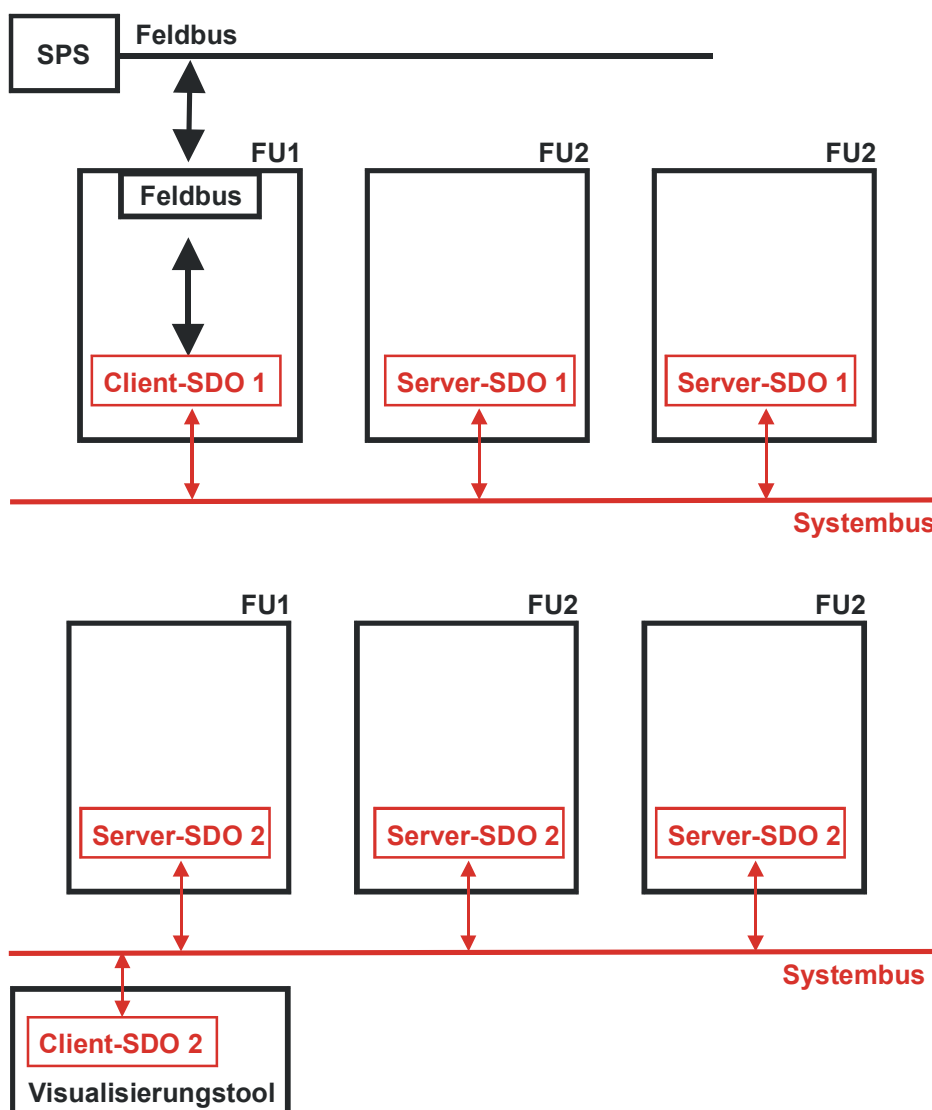 SPS
Feldbus
FU1
FU2
FU2
Feldbus
Client-SDO 1
Server-SDO 1
Server-SDO 1
Systembus
FU1
FU2
FU2
Server-SDO 2
Server-SDO 2
Server-SDO 2
Systembus
Client-SDO 2
Visualisierungstool